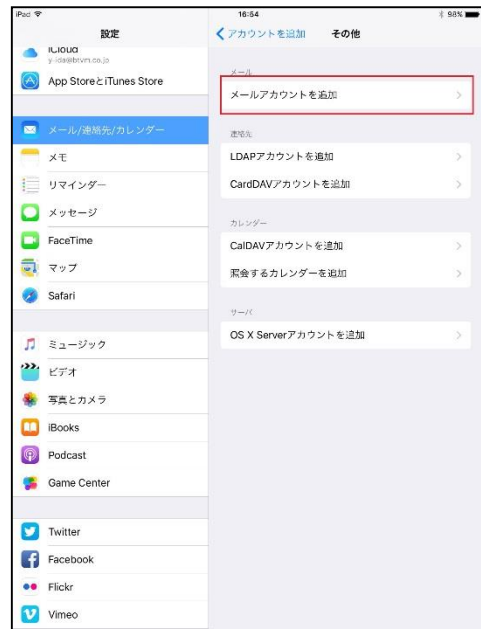 iPad
16:54
98%
設定
アカウントを追加
その他
iCloud
y-ida@btvm.co.jp
App StoreとiTunes Store
メール/連絡先/カレンダー
メモ
リマインダー
メッセージ
FaceTime
マップ
Safari
ミュージック
ビデオ
写真とカメラ
iBooks
Podcast
Game Center
Twitter
Facebook
Flickr
Vimeo
メール
メールアカウントを追加
連絡先
LDAPアカウントを追加
CardDAVアカウントを追加
カレンダー
CalDAVアカウントを追加
照会するカレンダーを追加
サーバ
OS X Serverアカウントを追加